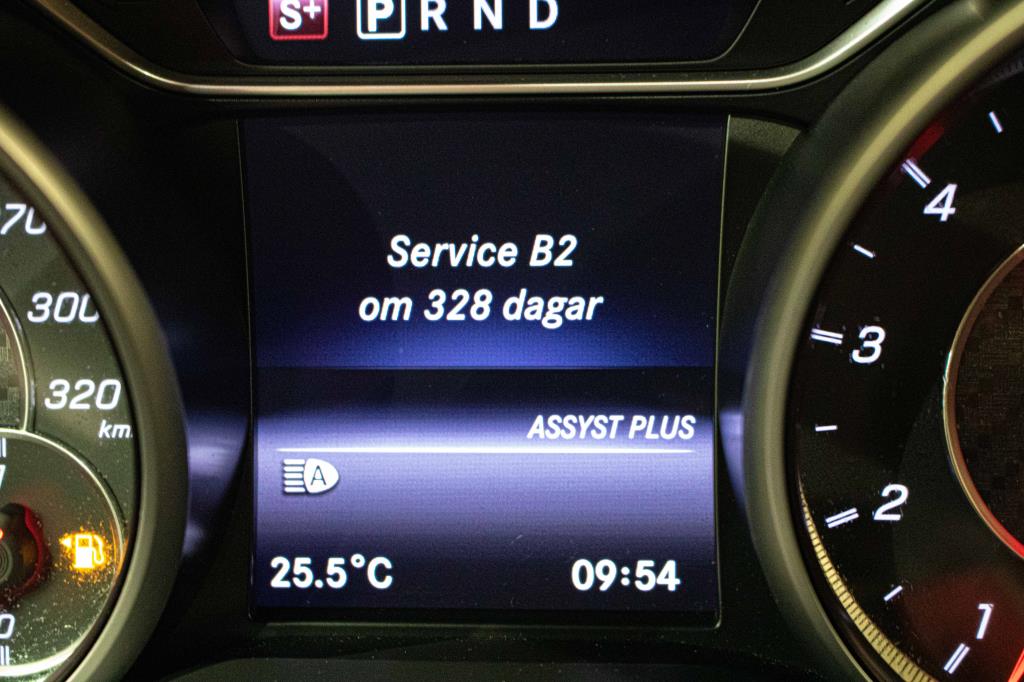 S+ P R N D
Service B2
om 328 dagar
ASSYST PLUS
A
25.5°C
09:54
300
320
km
4
3
2
1